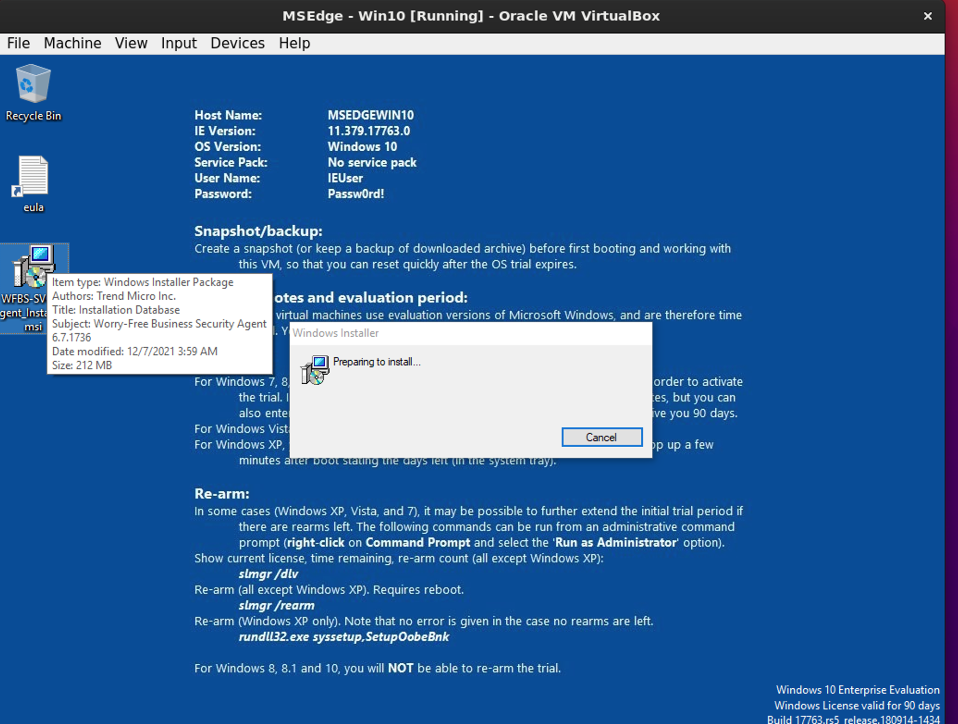 MSEdge - Win10 [Running] - Oracle VM VirtualBox
File Machine View Input Devices Help
Recycle Bin
eula
WFBS-SV
gent_Insta
msi
Item type: Windows Installer Package
Authors: Trend Micro Inc.
Title: Installation Database
Subject: Worry-Free Business Security Agent
6.7.1736
Date modified: 12/7/2021 3:59 AM
Size: 212 MB
Host Name: MSEDGEWIN10
IE Version: 11.379.17763.0
OS Version: Windows 10
Service Pack: No service pack
User Name: IEUser
Password: Passw0rd!
Snapshot/backup:
Create a snapshot (or keep a backup of downloaded archive) before first booting and working with
this VM, so that you can reset quickly after the OS trial expires.
otes and evaluation period:
virtual machines use evaluation versions of Microsoft Windows, and are therefore time
Windows Installer
Preparing to install...
Cancel
For Windows 7, 8, order to activate
the trial. es, but you can
also ente ive you 90 days.
For Windows Vista
For Windows XP, op up a few
minutes after boot stating the days left (in the system tray).
Re-arm:
In some cases (Windows XP, Vista, and 7), it may be possible to further extend the initial trial period if
there are rearms left. The following commands can be run from an administrative command
prompt (right-click on Command Prompt and select the 'Run as Administrator' option).
Show current license, time remaining, re-arm count (all except Windows XP):
slmgr /dlv
Re-arm (all except Windows XP). Requires reboot.
slmgr /rearm
Re-arm (Windows XP only). Note that no error is given in the case no rearms are left.
rundll32.exe syssetup,SetupOobeBnk
For Windows 8, 8.1 and 10, you will NOT be able to re-arm the trial.
Windows 10 Enterprise Evaluation
Windows License valid for 90 days
Build 17763.rs5_release.180914-1434